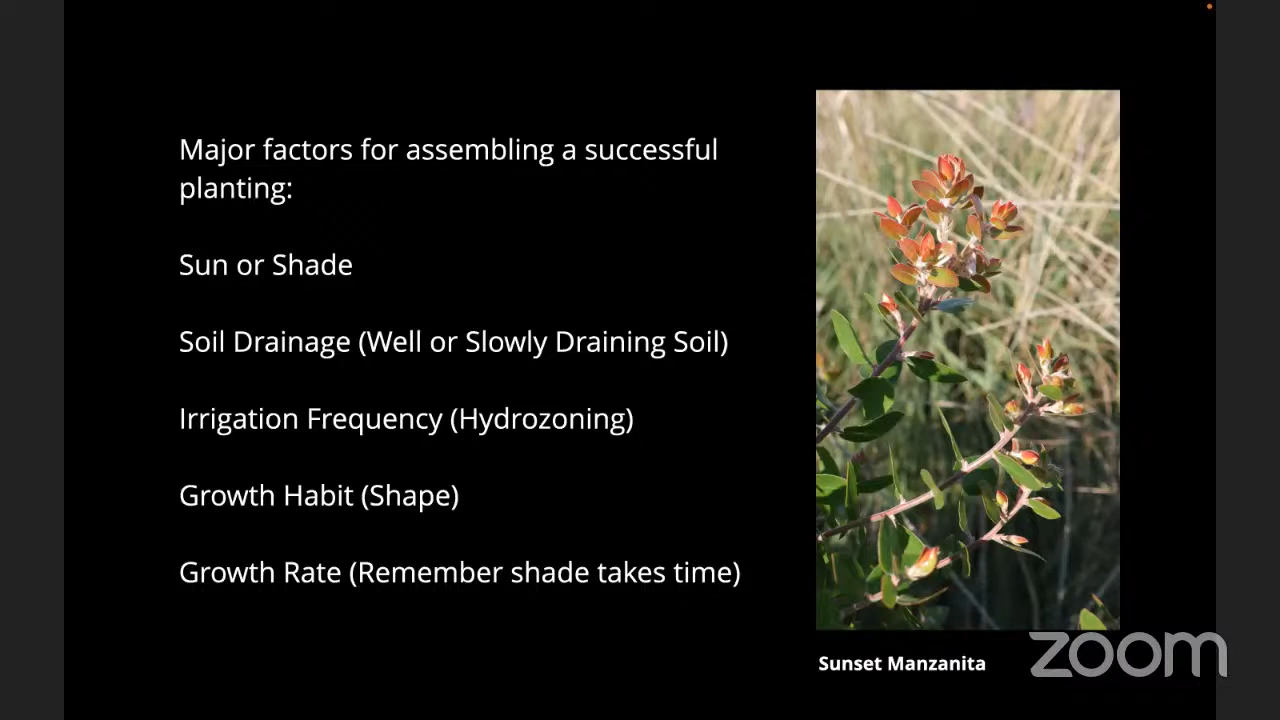 Major factors for assembling a successful
planting:
Sun or Shade
Soil Drainage (Well or Slowly Draining Soil)
Irrigation Frequency (Hydrozoning)
Growth Habit (Shape)
Growth Rate (Remember shade takes time)
Sunset Manzanita
zoom